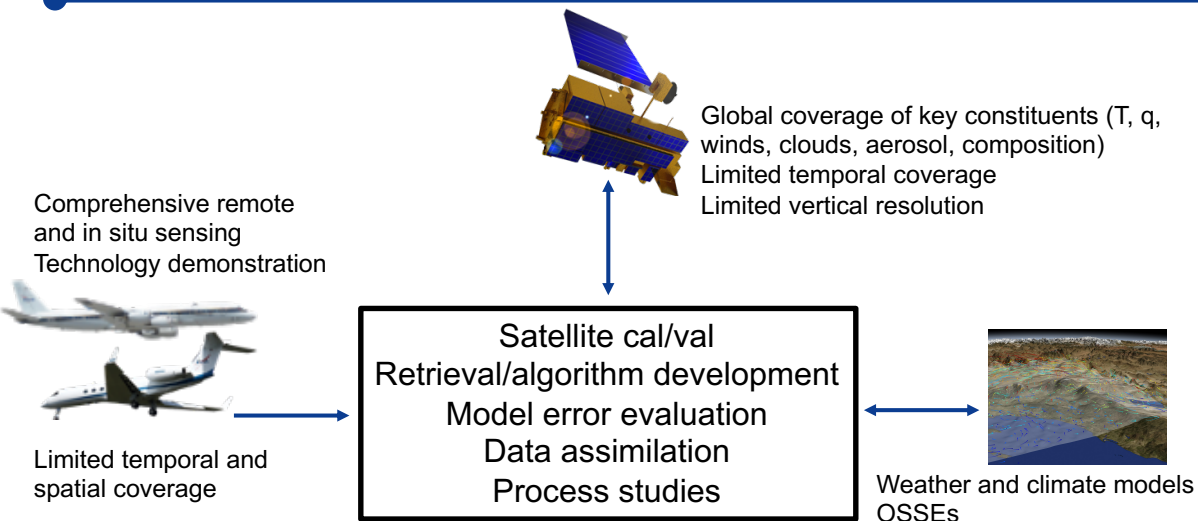 Global coverage of key constituents (T, q,
winds, clouds, aerosol, composition)
Limited temporal coverage
Limited vertical resolution
Comprehensive remote
and in situ sensing
Technology demonstration
Limited temporal and
spatial coverage
Satellite cal/val
Retrieval/algorithm development
Model error evaluation
Data assimilation
Process studies
Weather and climate models
OSSEs